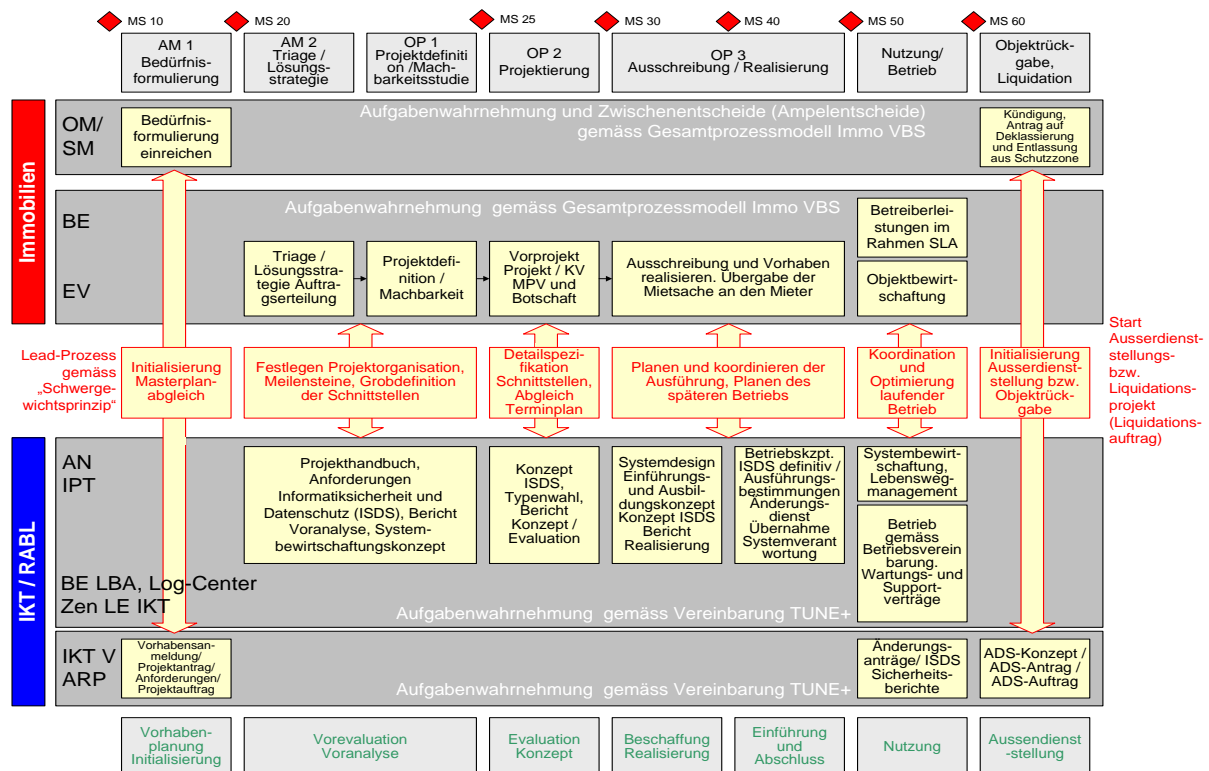 MS 10
MS 20
MS 25
MS 30
MS 40
MS 50
MS 60
AM 1
Bedürfnis-
formulierung
AM 2
Triage /
Lösungs-
strategie
OP 1
Projektdefiniti
on /Mach-
barkeitsstudie
OP 2
Projektierung
OP 3
Ausschreibung / Realisierung
Nutzung/
Betrieb
Objektrück-
gabe,
Liquidation
Immobilien
OM/
SM
Bedürfnis-
formulierung
einreichen
Aufgabenwahrnehmung und Zwischenentscheide (Ampelentscheide)
gemäss Gesamtprozessmodell Immo VBS
Kündigung,
Antrag auf
Deklassierung
und Entlassung
aus Schutzzone
BE
EV
Aufgabenwahrnehmung gemäss Gesamtprozessmodell Immo VBS
Betreiberlei-
stungen im
Rahmen SLA
Triage /
Lösungsstra-
tegie Auftra-
gserteilung
Projektdefi-
nition /
Machbarkeit
Vorprojekt
Projekt / KV
MPV und
Botschaft
Ausschreibung und Vorhaben
realisieren. Übergabe der
Mietsache an den Mieter
Objektbewirt-
schaftung
Lead-Prozess
gemäss
„Schwerge-
wichtsprinzip“
Initialisierung
Masterplan-
abgleich
Festlegen Projektorganisation,
Meilensteine, Grobdefinition
der Schnittstellen
Detailspezi-
fikation
Schnittstellen,
Abgleich
Terminplan
Planen und koordinieren der
Ausführung, Planen des
späteren Betriebs
Koordination
und
Optimierung
laufender
Betrieb
Initialisierung
Ausserdienst-
stellung bzw.
Objektrück-
gabe
Start
Ausserdienst-
stellungs-
bzw.
Liquidations-
projekt
(Liquidations-
auftrag)
IKT / RABL
AN
IPT
Projekthandbuch,
Anforderungen
Informatiksicherheit und
Datenschutz (ISDS), Bericht
Voranalyse, System-
bewirtschaftungskonzept
Konzept
ISDS,
Typenwahl,
Bericht
Konzept /
Evaluation
Systemdesign
Einführungs-
und Ausbil-
dungskonzept
Konzept ISDS
Bericht
Realisierung
Betriebskzpt.
ISDS definitiv /
Ausführungs-
bestimmungen
Änderungs-
dienst
Übernahme
Systemverant
wortung
Systembewirt-
schaftung,
Lebensweg-
management
Betrieb
gemäss
Betriebsverein
barung.
Wartungs- und
Support-
verträge
BE LBA, Log-Center
Zen LE IKT
Aufgabenwahrnehmung gemäss Vereinbarung TUNE+
IKT V
ARP
Vorhabensan-
meldung/
Projektantrag/
Anforderungen/
Projektauftrag
Aufgabenwahrnehmung gemäss Vereinbarung TUNE+
Änderungs-
anträge/ ISDS
Sicherheits-
berichte
ADS-Konzept /
ADS-Antrag /
ADS-Auftrag
Vorhaben-
planung
Initialisierung
Vorevaluation
Voranalyse
Evaluation
Konzept
Beschaffung
Realisierung
Einführung
und
Abschluss
Nutzung
Aussendienst
-stellung